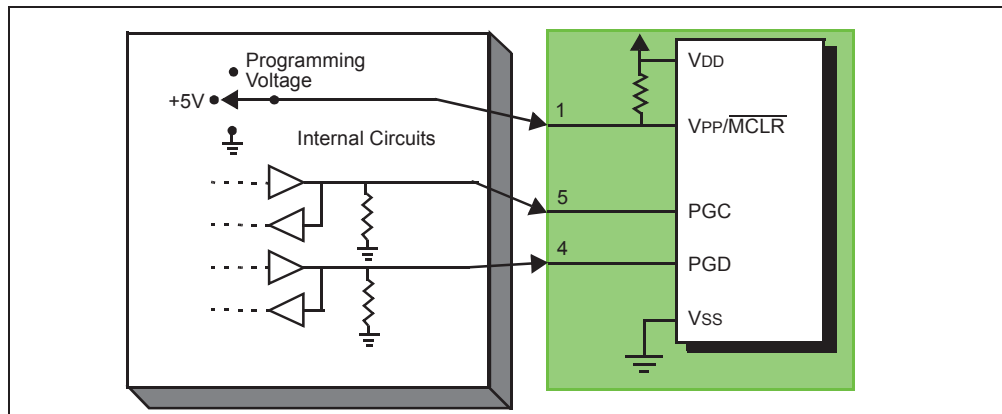 Programming
Voltage
+5V
Internal Circuits
1
5
4
VDD
VPP/MCLR
PGC
PGD
VSS